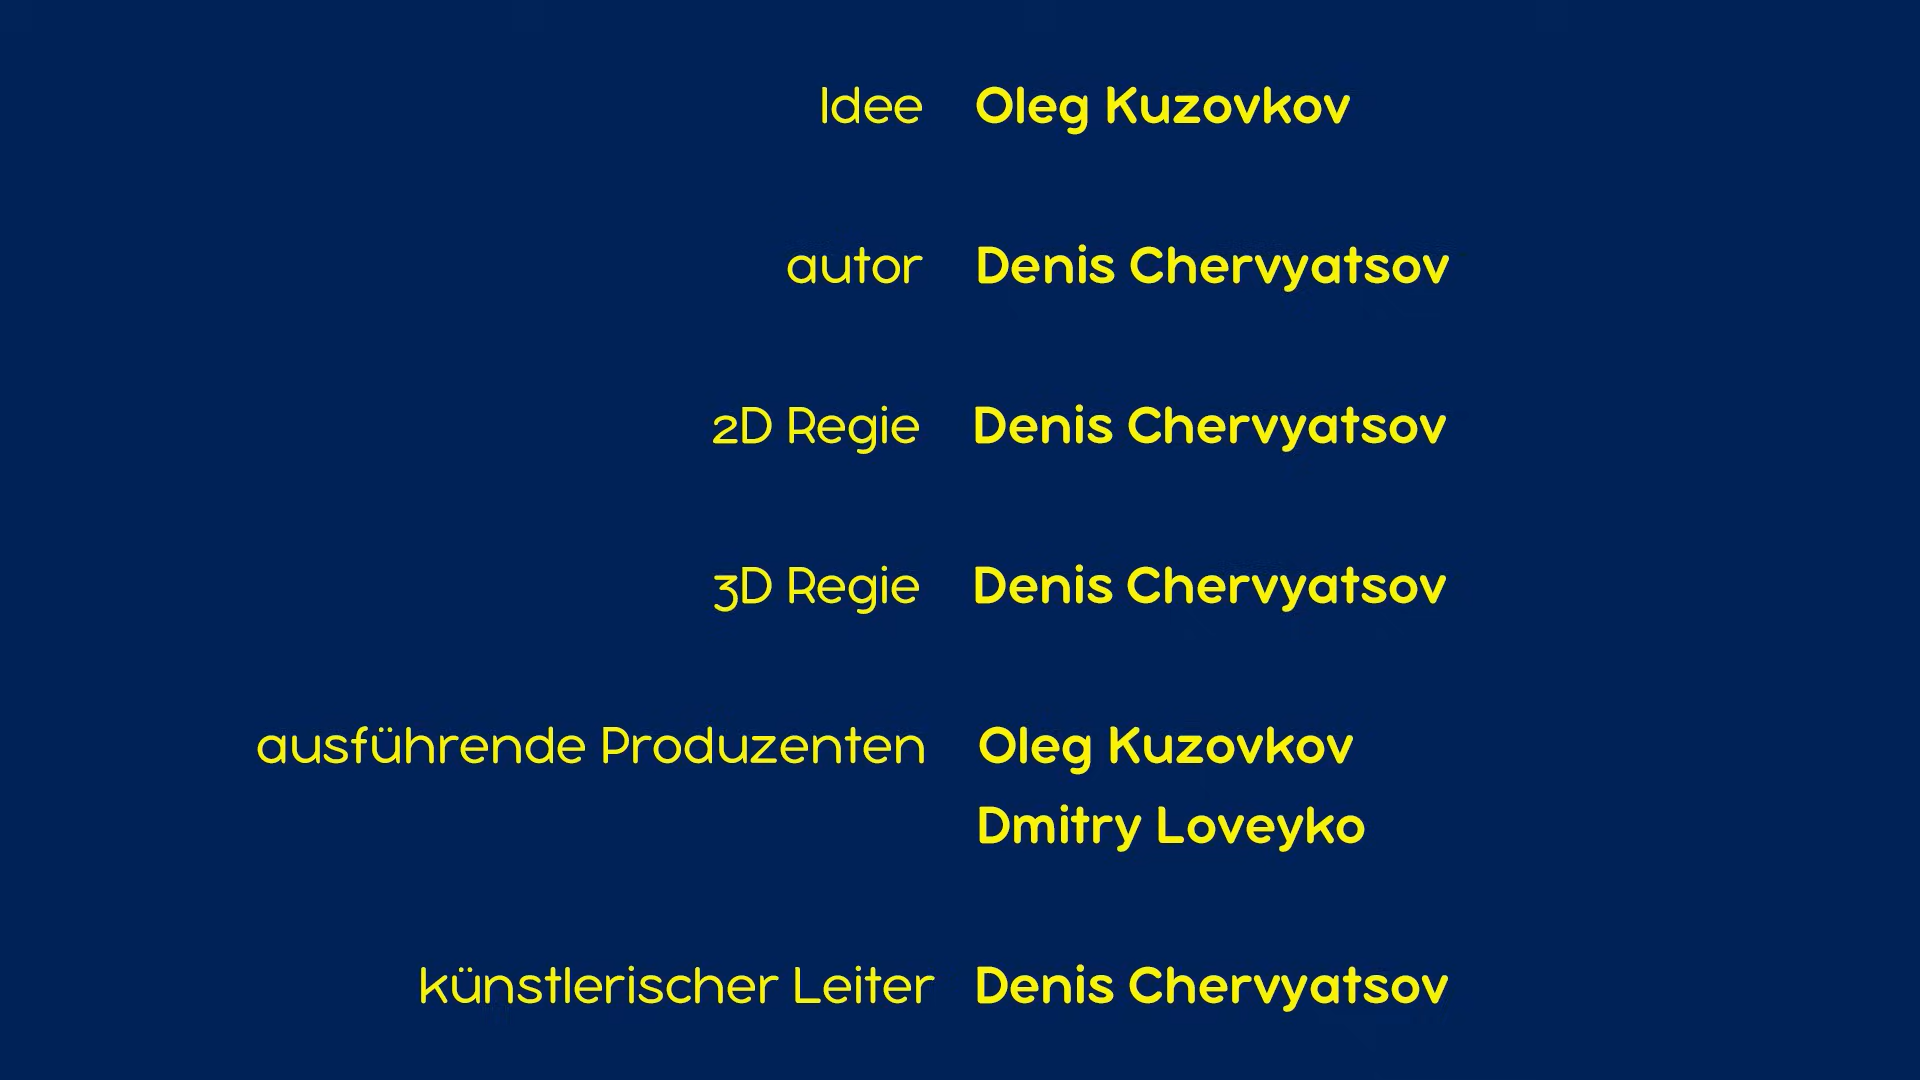 Idee Oleg Kuzovkov
autor Denis Chervyatsov
2D Regie Denis Chervyatsov
3D Regie Denis Chervyatsov
ausführende Produzenten Oleg Kuzovkov
Dmitry Loveyko
künstlerischer Leiter Denis Chervyatsov